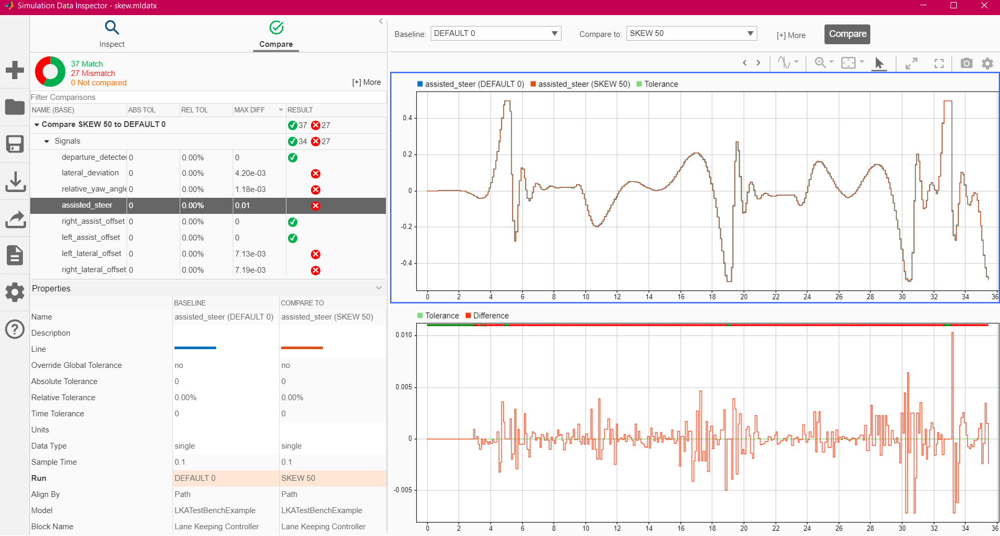 Simulation Data Inspector - skew.mldatx
Inspect
Compare
37 Match
27 Mismatch
0 Not compared
[+] More
Filter Comparisons
NAME (BASE) ABS TOL REL TOL MAX DIFF RESULT
Compare SKEW 50 to DEFAULT 0 37 27
Signals 34 27
departure_detected 0 0.00% 0
lateral_deviation 0 0.00% 4.20e-03
relative_yaw_angle 0 0.00% 1.18e-03
assisted_steer 0 0.00% 0.01
right_assist_offset 0 0.00% 0
left_assist_offset 0 0.00% 0
left_lateral_offset 0 0.00% 7.13e-03
right_lateral_offset 0 0.00% 7.19e-03
Properties
BASELINE COMPARE TO
Name assisted_steer (DEFAULT 0) assisted_steer (SKEW 50)
Description
Line
Override Global Tolerance no no
Absolute Tolerance 0 0
Relative Tolerance 0.00% 0.00%
Time Tolerance 0 0
Units
Data Type single single
Sample Time 0.1 0.1
Run DEFAULT 0 SKEW 50
Align By Path Path
Model LKATestBenchExample LKATestBenchExample
Block Name Lane Keeping Controller Lane Keeping Controller
Baseline: DEFAULT 0 Compare to: SKEW 50 [+] More Compare
assisted_steer (DEFAULT 0) assisted_steer (SKEW 50) Tolerance
0.4
0.2
0
-0.2
-0.4
0 2 4 6 8 10 12 14 16 18 20 22 24 26 28 30 32 34 36
Tolerance Difference
0.010
0.005
0
-0.005
0 2 4 6 8 10 12 14 16 18 20 22 24 26 28 30 32 34 36